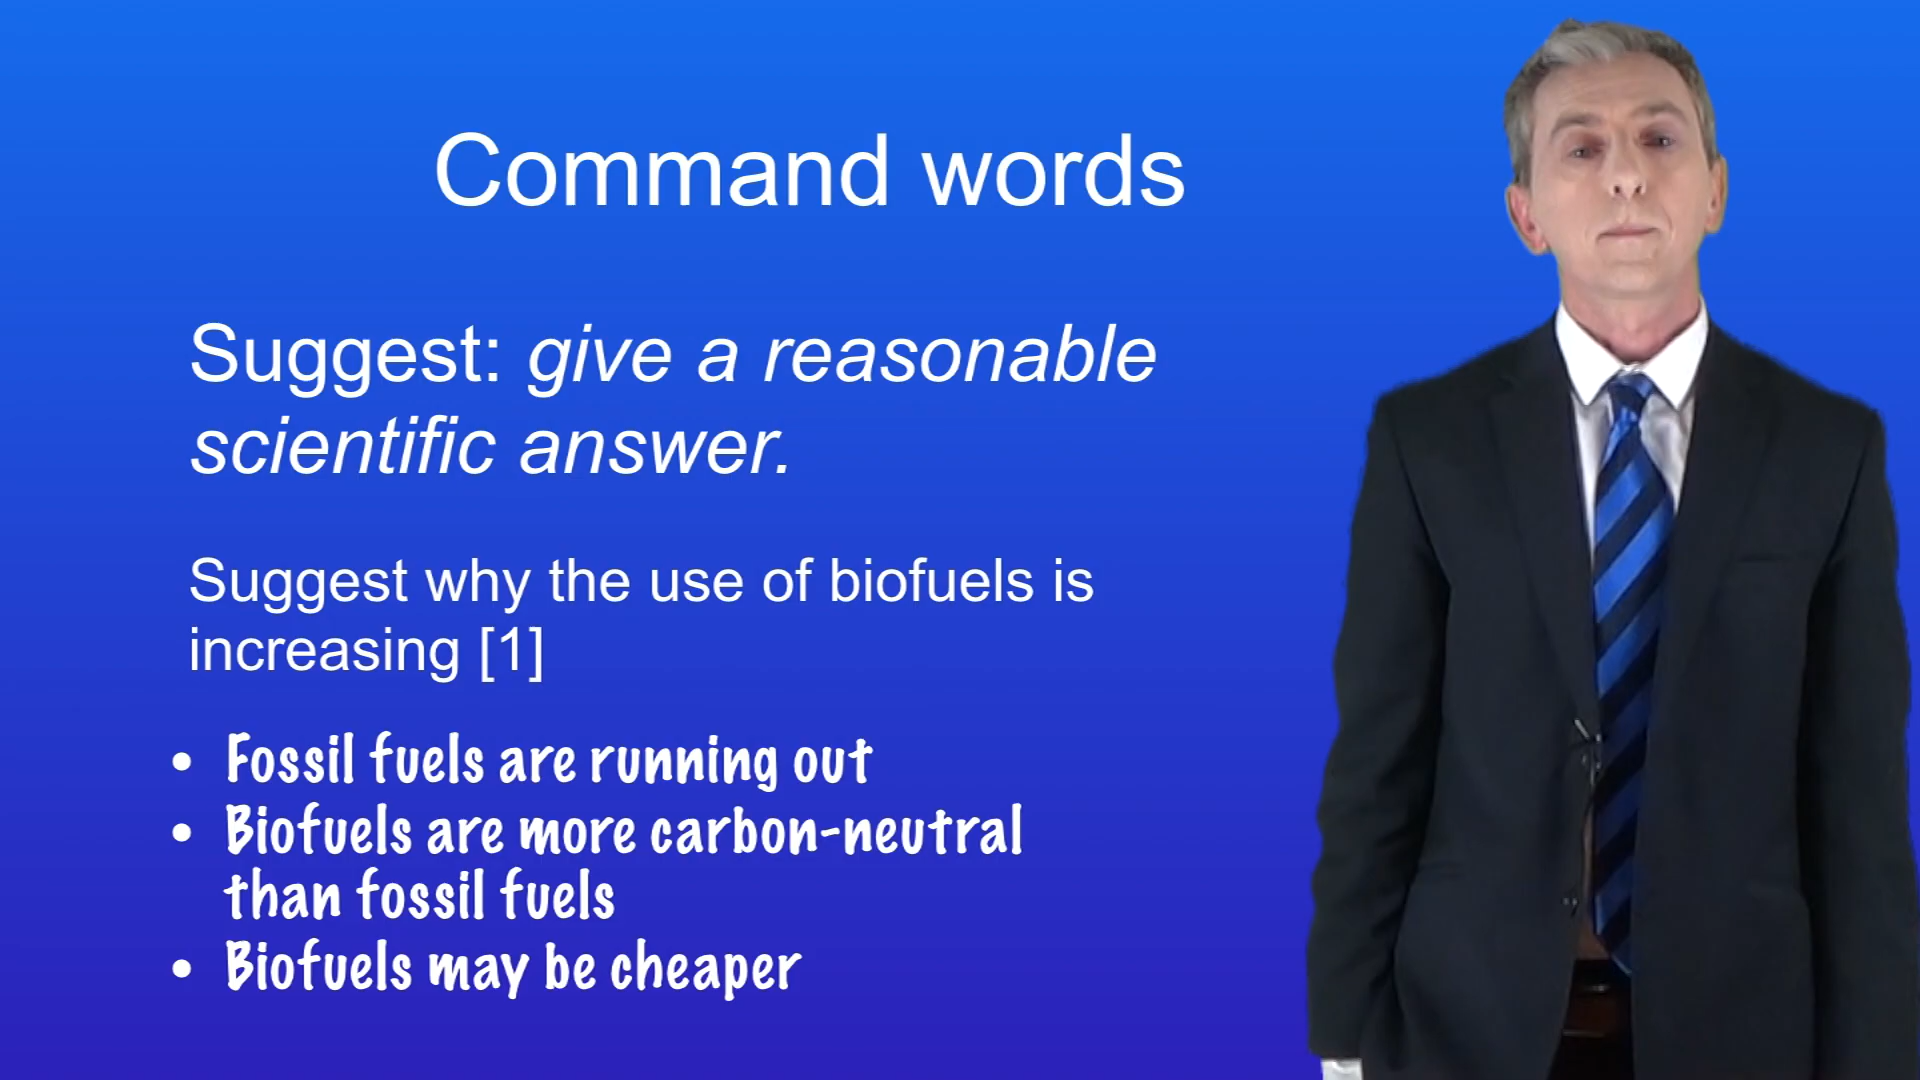 Command words
Suggest: give a reasonable
scientific answer.
Suggest why the use of biofuels is
increasing [1]
• Fossil fuels are running out
• Biofuels are more carbon-neutral
than fossil fuels
• Biofuels may be cheaper